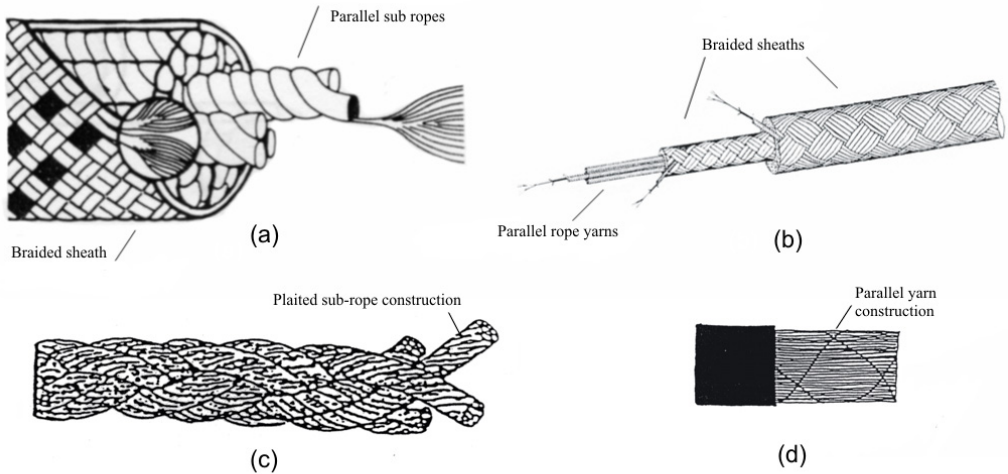 Parallel sub ropes
Braided sheaths
Braided sheath
(a)
Parallel rope yarns
(b)
Plaited sub-rope construction
Parallel yarn
construction
(c)
(d)